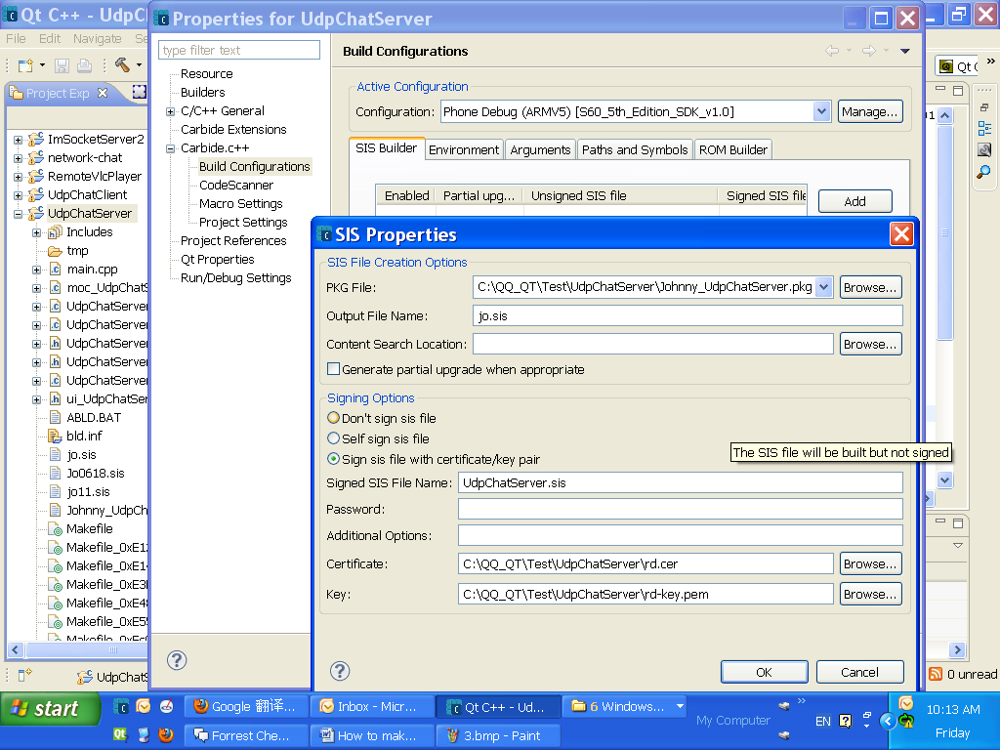 Qt C++ - UdpC
Properties for UdpChatServer
File Edit Navigate Se
type filter text
Build Configurations
Qt C
»
Project Exp
Resource
Builders
C/C++ General
Carbide Extensions
Carbide.c++
Build Configurations
CodeScanner
Macro Settings
Project Settings
Project References
Qt Properties
Run/Debug Settings
Active Configuration
Configuration: Phone Debug (ARMV5) [S60_5th_Edition_SDK_v1.0] Manage...
SIS Builder Environment Arguments Paths and Symbols ROM Builder
Enabled Partial upg... Unsigned SIS file Signed SIS file Add
ImSocketServer2
network-chat
RemoteVlcPlayer
UdpChatClient
UdpChatServer
Includes
tmp
main.cpp
moc_UdpChatS
UdpChatServer
UdpChatServer
UdpChatServer
UdpChatServer
UdpChatServer
ui_UdpChatSer
ABLD.BAT
bld.inf
jo.sis
Jo0618.sis
jo11.sis
Johnny_UdpCh
Makefile
Makefile_0xE12
Makefile_0xE14
Makefile_0xE3
Makefile_0xE48
Makefile_0xE55
Makefile_0xEc
SIS Properties
SIS File Creation Options
PKG File: C:\QQ_QT\Test\UdpChatServer\Johnny_UdpChatServer.pkg Browse...
Output File Name: jo.sis
Content Search Location: Browse...
Generate partial upgrade when appropriate
Signing Options
Don't sign sis file
Self sign sis file
Sign sis file with certificate/key pair
The SIS file will be built but not signed
Signed SIS File Name: UdpChatServer.sis
Password:
Additional Options:
Certificate: C:\QQ_QT\Test\UdpChatServer\rd.cer Browse...
Key: C:\QQ_QT\Test\UdpChatServer\rd-key.pem Browse...
OK Cancel
UdpChatS
0 unread
start
Google 翻译...
Inbox - Micr...
Qt C++ - Ud...
6 Windows...
My Computer
»
EN
10:13 AM
Friday
Forrest Che...
How to mak...
3.bmp - Paint